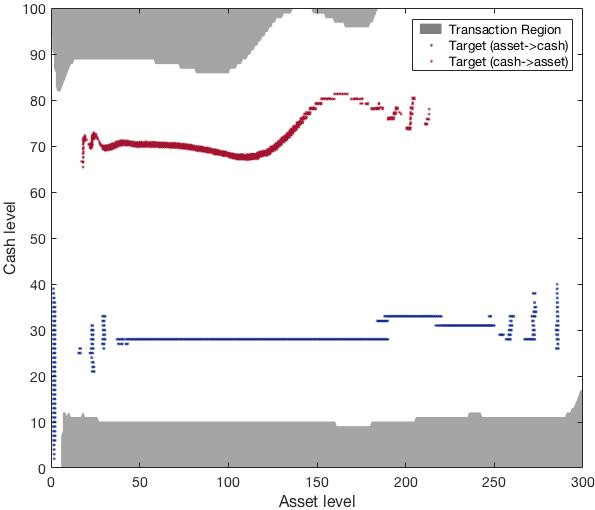 100
90
80
70
60
50
40
30
20
10
0
Cash level
Transaction Region
Target (asset->cash)
Target (cash->asset)
0 50 100 150 200 250 300
Asset level